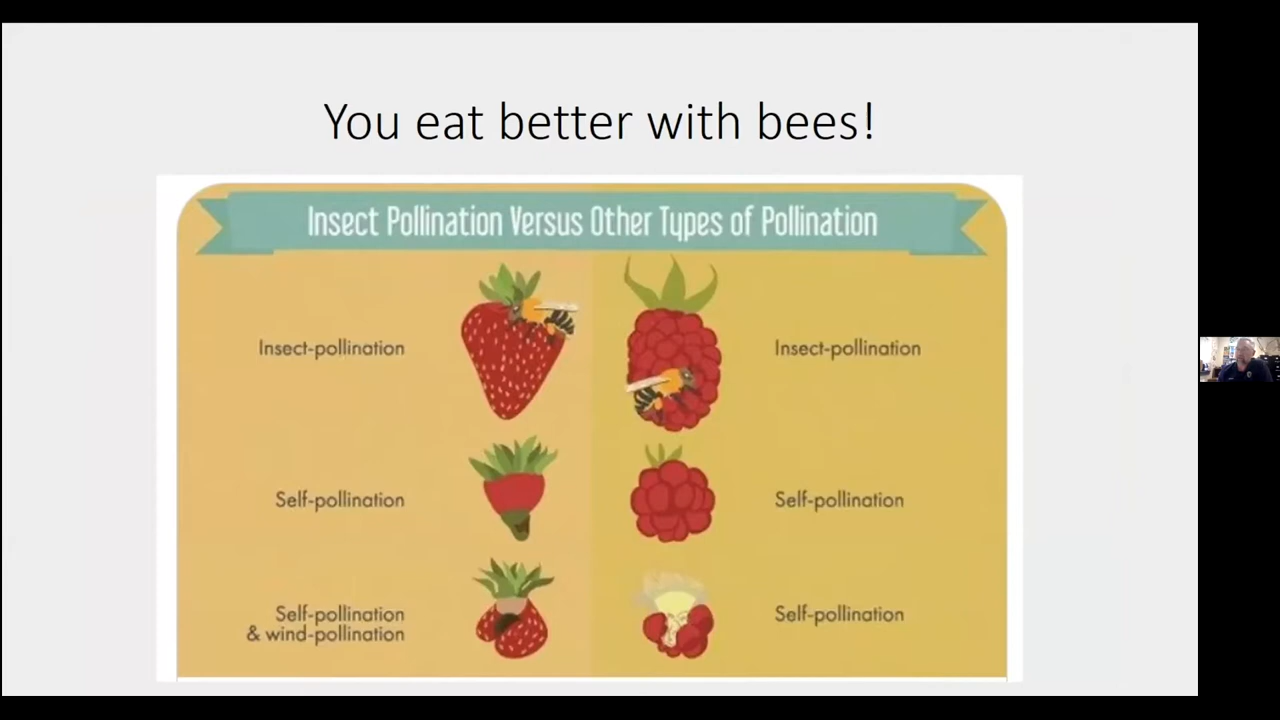 You eat better with bees!
Insect Pollination Versus Other Types of Pollination
Insect-pollination
Insect-pollination
Self-pollination
Self-pollination
Self-pollination
& wind-pollination
Self-pollination